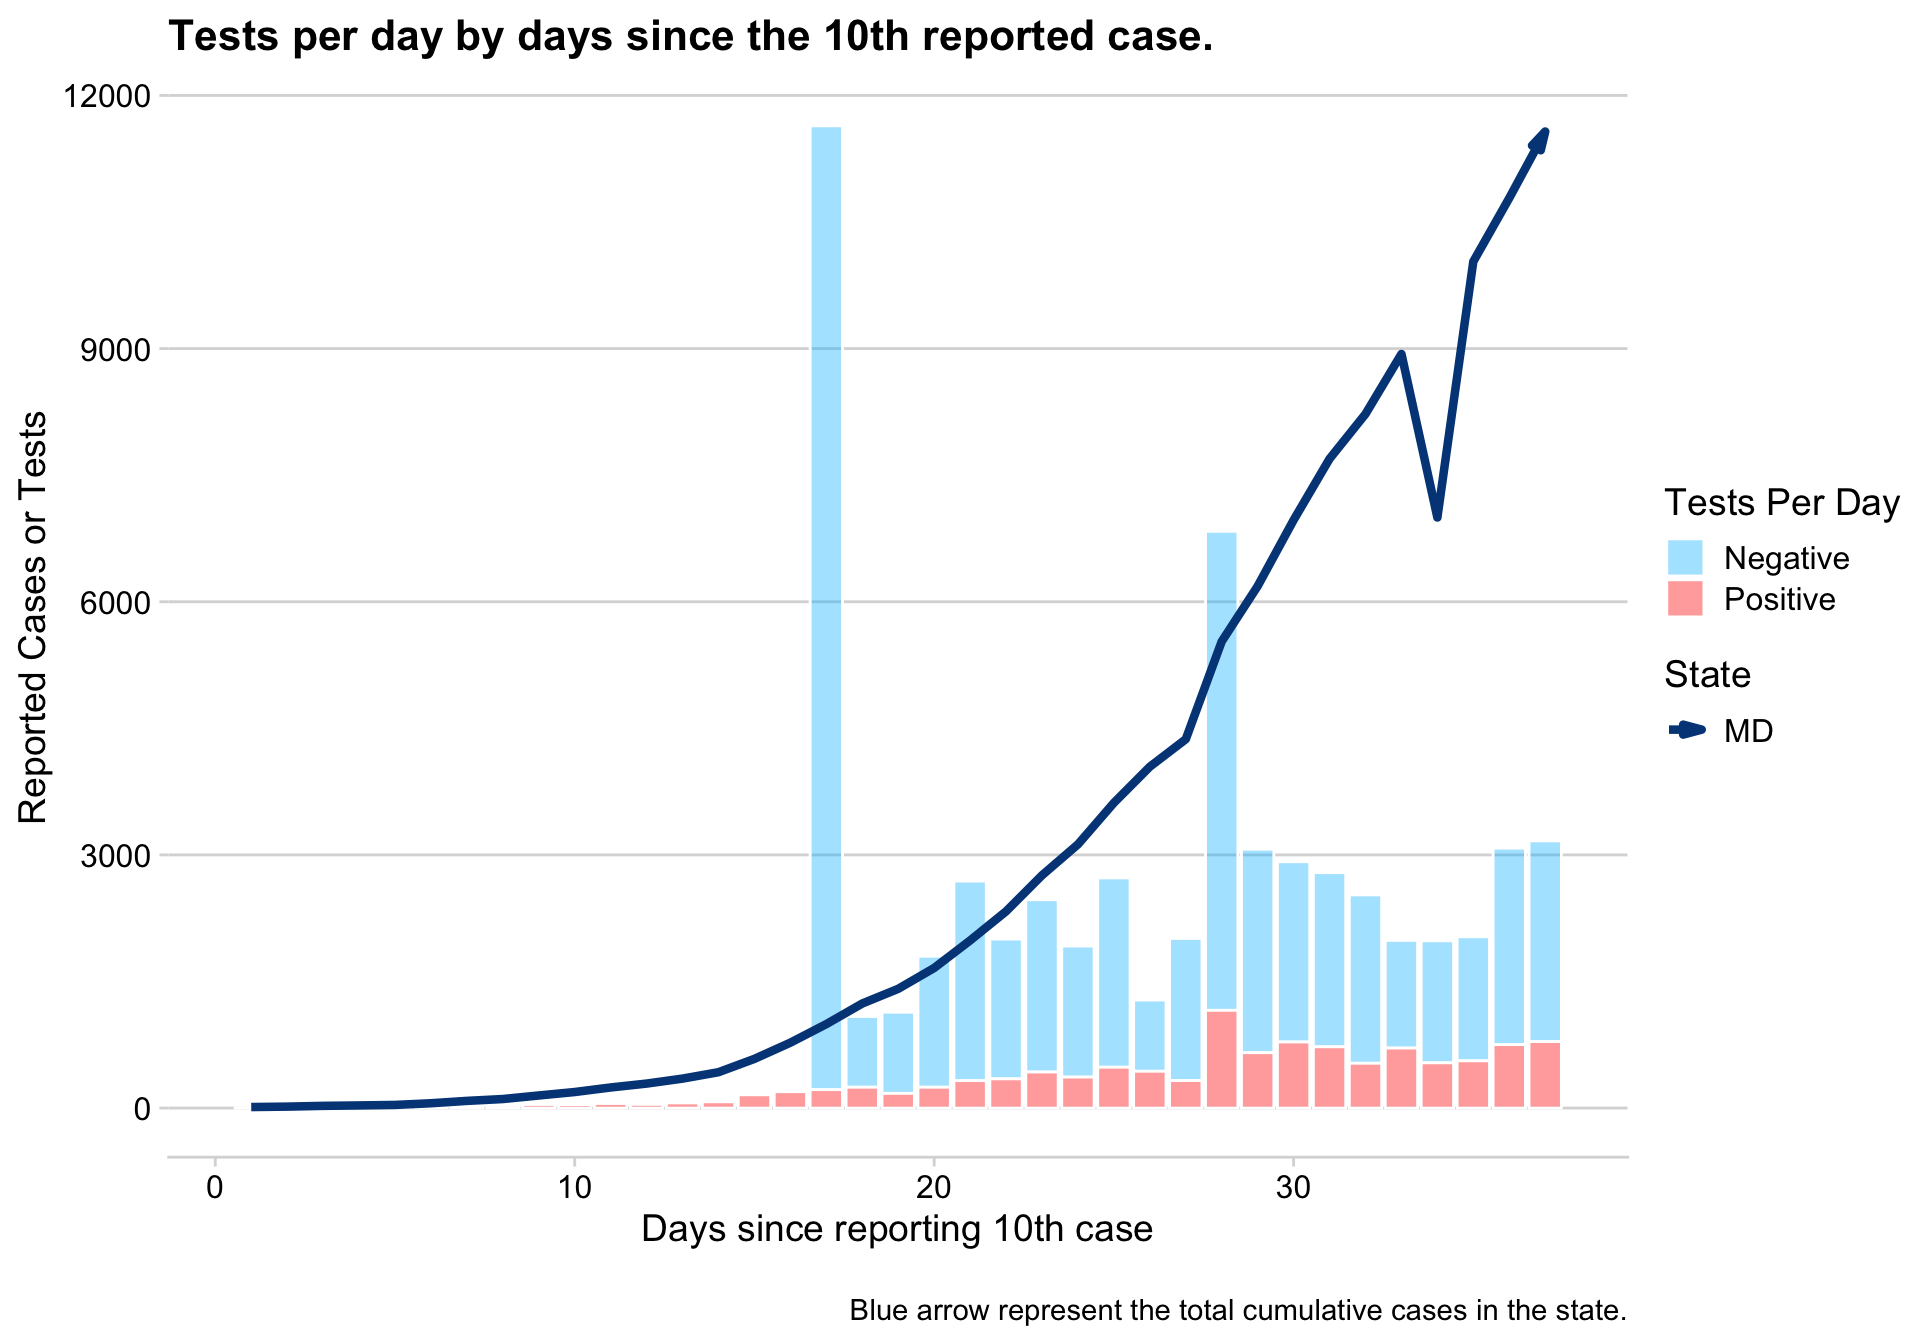 Tests per day by days since the 10th reported case.
12000
9000
6000
3000
0
Reported Cases or Tests
0 10 20 30
Days since reporting 10th case
Tests Per Day
Negative
Positive
State
MD
Blue arrow represent the total cumulative cases in the state.